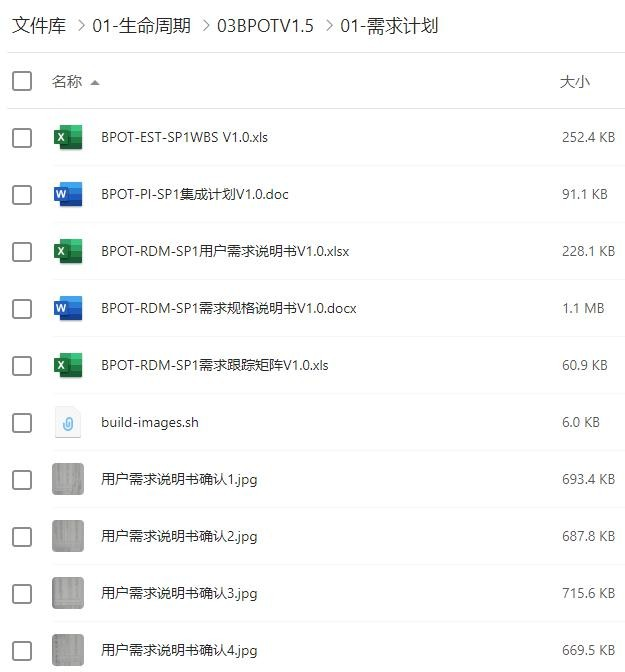 文件库 > 01-生命周期 > 03BPOTV1.5 > 01-需求计划
名称 大小
BPOT-EST-SP1WBS V1.0.xls 252.4 KB
BPOT-PI-SP1集成计划V1.0.doc 91.1 KB
BPOT-RDM-SP1用户需求说明书V1.0.xlsx 228.1 KB
BPOT-RDM-SP1需求规格说明书V1.0.docx 1.1 MB
BPOT-RDM-SP1需求跟踪矩阵V1.0.xls 60.9 KB
build-images.sh 6.0 KB
用户需求说明书确认1.jpg 693.4 KB
用户需求说明书确认2.jpg 687.8 KB
用户需求说明书确认3.jpg 715.6 KB
用户需求说明书确认4.jpg 669.5 KB